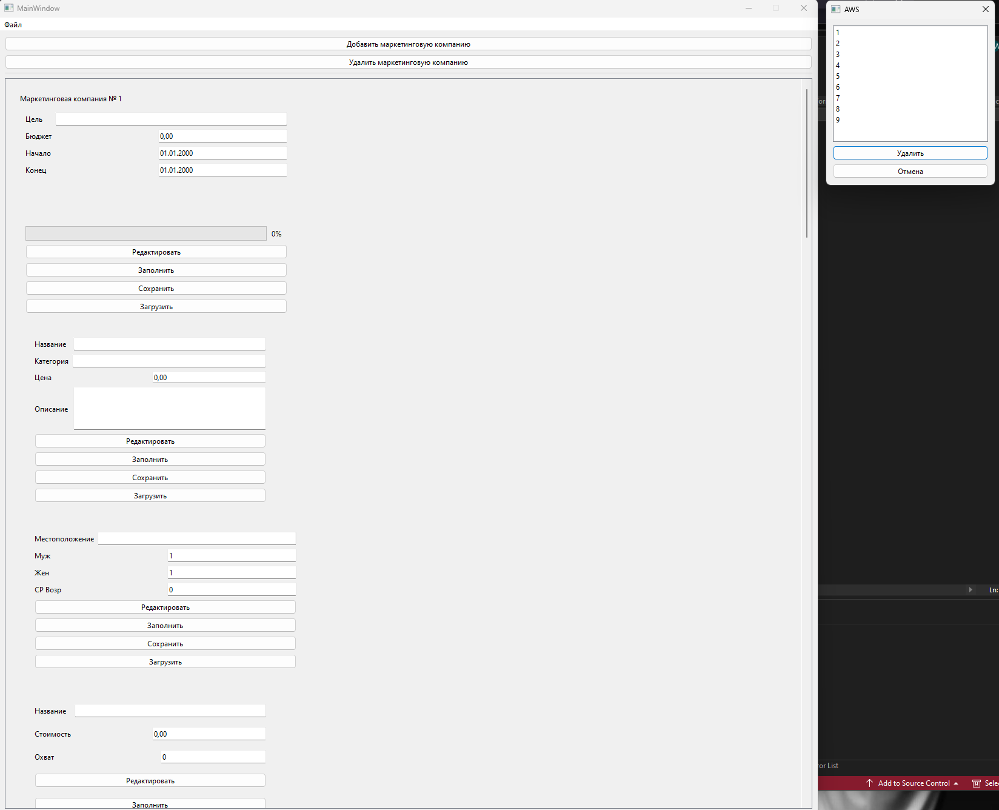 MainWindow
Файл
Добавить маркетинговую компанию
Удалить маркетинговую компанию
Маркетинговая компания № 1
Цель
Бюджет 0,00
Начало 01.01.2000
Конец 01.01.2000
0%
Редактировать
Заполнить
Сохранить
Загрузить
Название
Категория
Цена 0,00
Описание
Редактировать
Заполнить
Сохранить
Загрузить
Местоположение
Муж 1
Жен 1
СР Возр 0
Редактировать
Заполнить
Сохранить
Загрузить
Название
Стоимость 0,00
Охват 0
Редактировать
Заполнить
AWS
1
2
3
4
5
6
7
8
9
Удалить
Отмена
Ln:
ror List
Add to Source Control
Sele